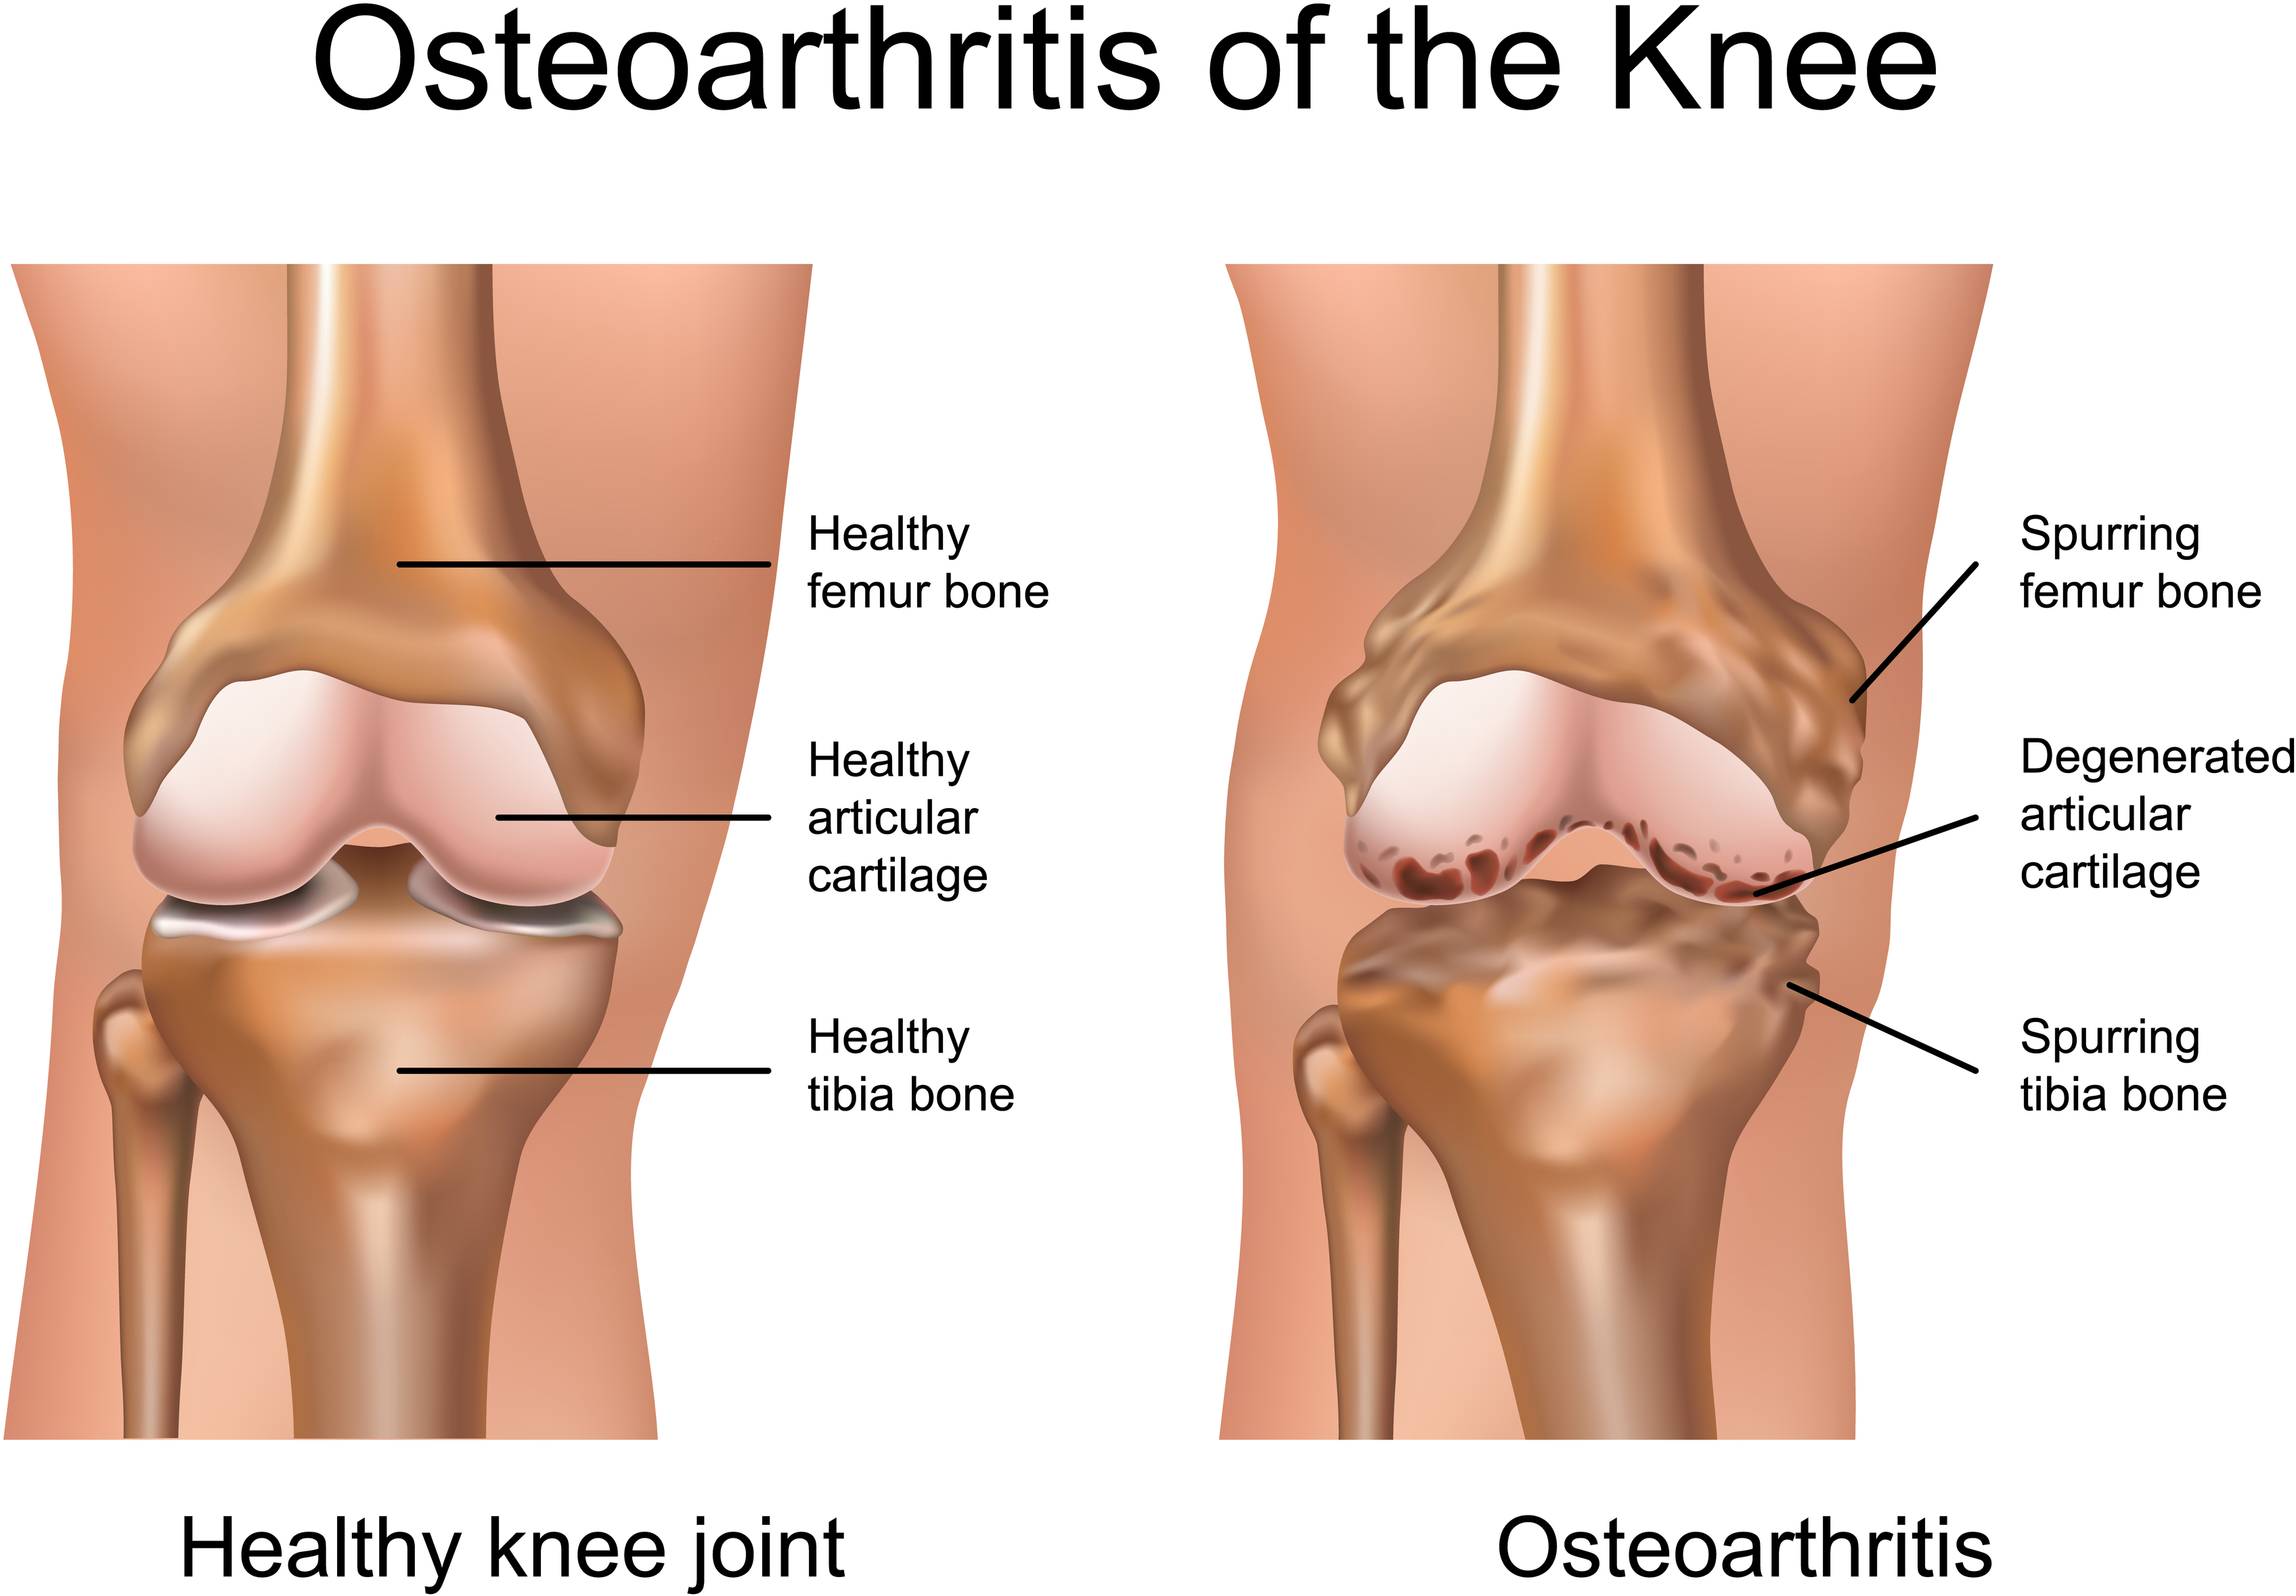 Osteoarthritis of the Knee
Healthy
femur bone
Healthy
articular
cartilage
Healthy
tibia bone
Healthy knee joint
Spurring
femur bone
Degenerated
articular
cartilage
Spurring
tibia bone
Osteoarthritis